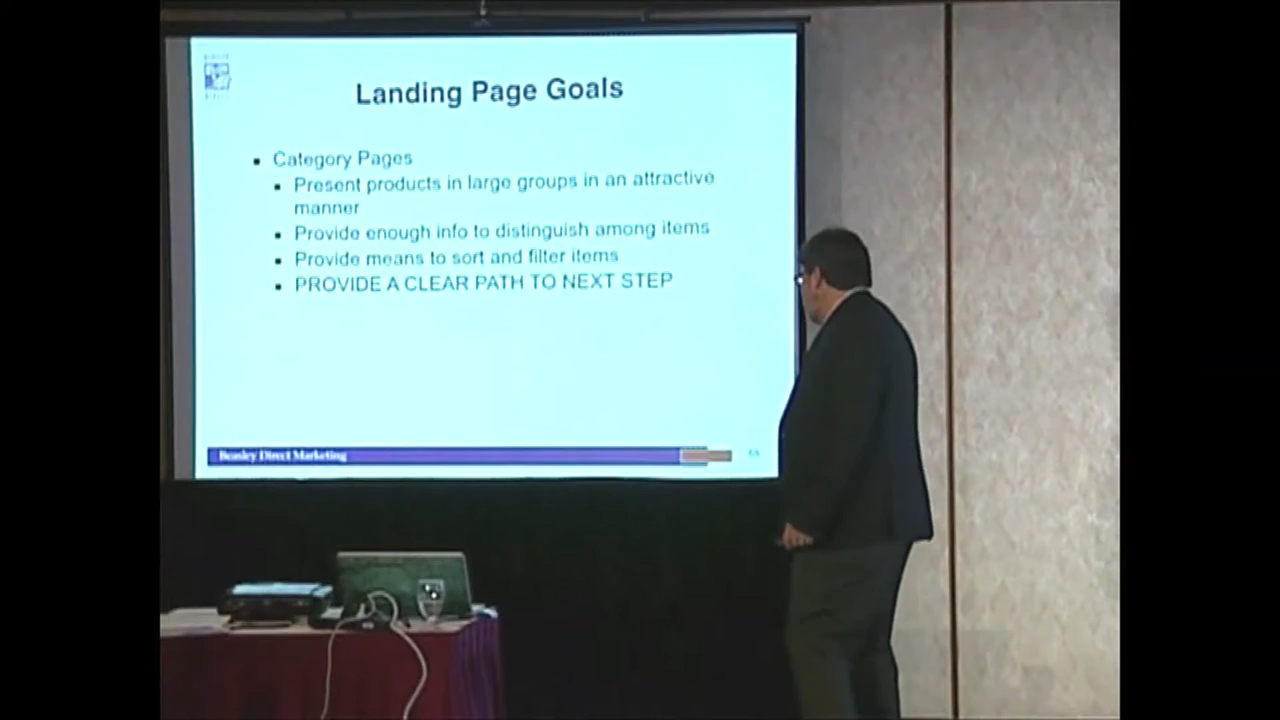 Landing Page Goals
Category Pages
Present products in large groups in an attractive
manner
Provide enough info to distinguish among items
Provide means to sort and filter items
PROVIDE A CLEAR PATH TO NEXT STEP
Beasley Direct Marketing